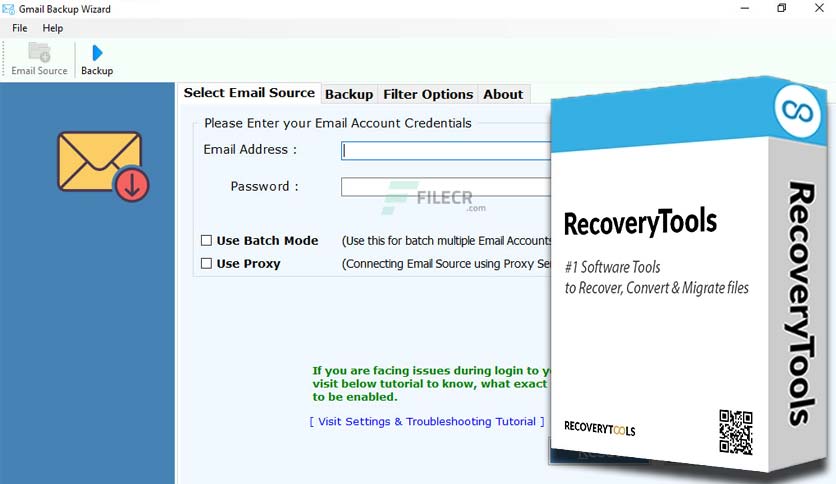 Gmail Backup Wizard
File Help
Email Source Backup
Select Email Source Backup Filter Options About
Please Enter your Email Account Credentials
Email Address :
Password :
FILECR
.com
Use Batch Mode (Use this for batch multiple Email Accounts
Use Proxy (Connecting Email Source using Proxy Se
If you are facing issues during login to y
visit below tutorial to know, what exact
to be enabled.
[ Visit Settings & Troubleshooting Tutorial ]
RecoveryTools
#1 Software Tools
to Recover, Convert & Migrate files
RECOVERYTOOLS
RecoveryTools